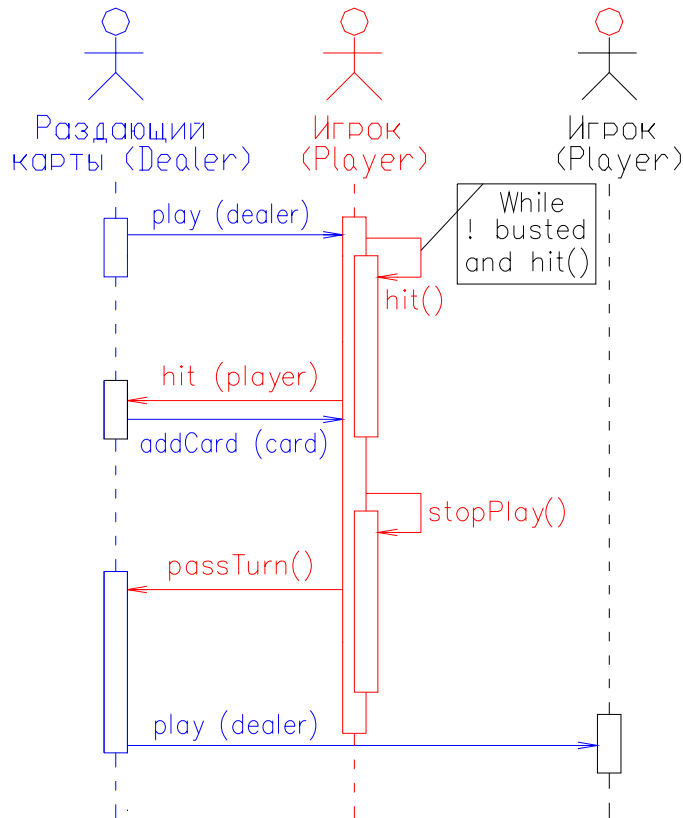 Раздающий
карты (Dealer)
Игрок
(Player)
Игрок
(Player)
play (dealer)
While
! busted
and hit()
hit()
hit (player)
addCard (card)
stopPlay()
passTurn()
play (dealer)